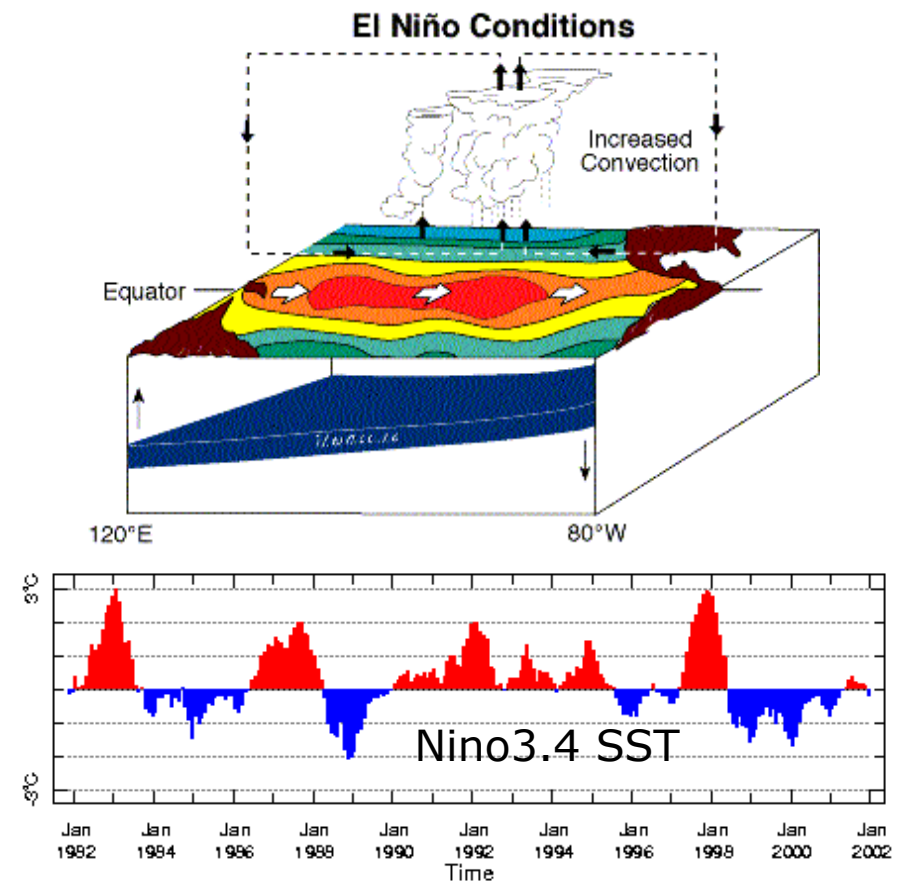 El Niño Conditions
Increased
Convection
Equator
120°E
80°W
3°C
-3°C
Nino3.4 SST
Jan Jan Jan Jan Jan Jan Jan Jan Jan Jan Jan
1982 1984 1986 1988 1990 1992 1994 1996 1998 2000 2002
Time